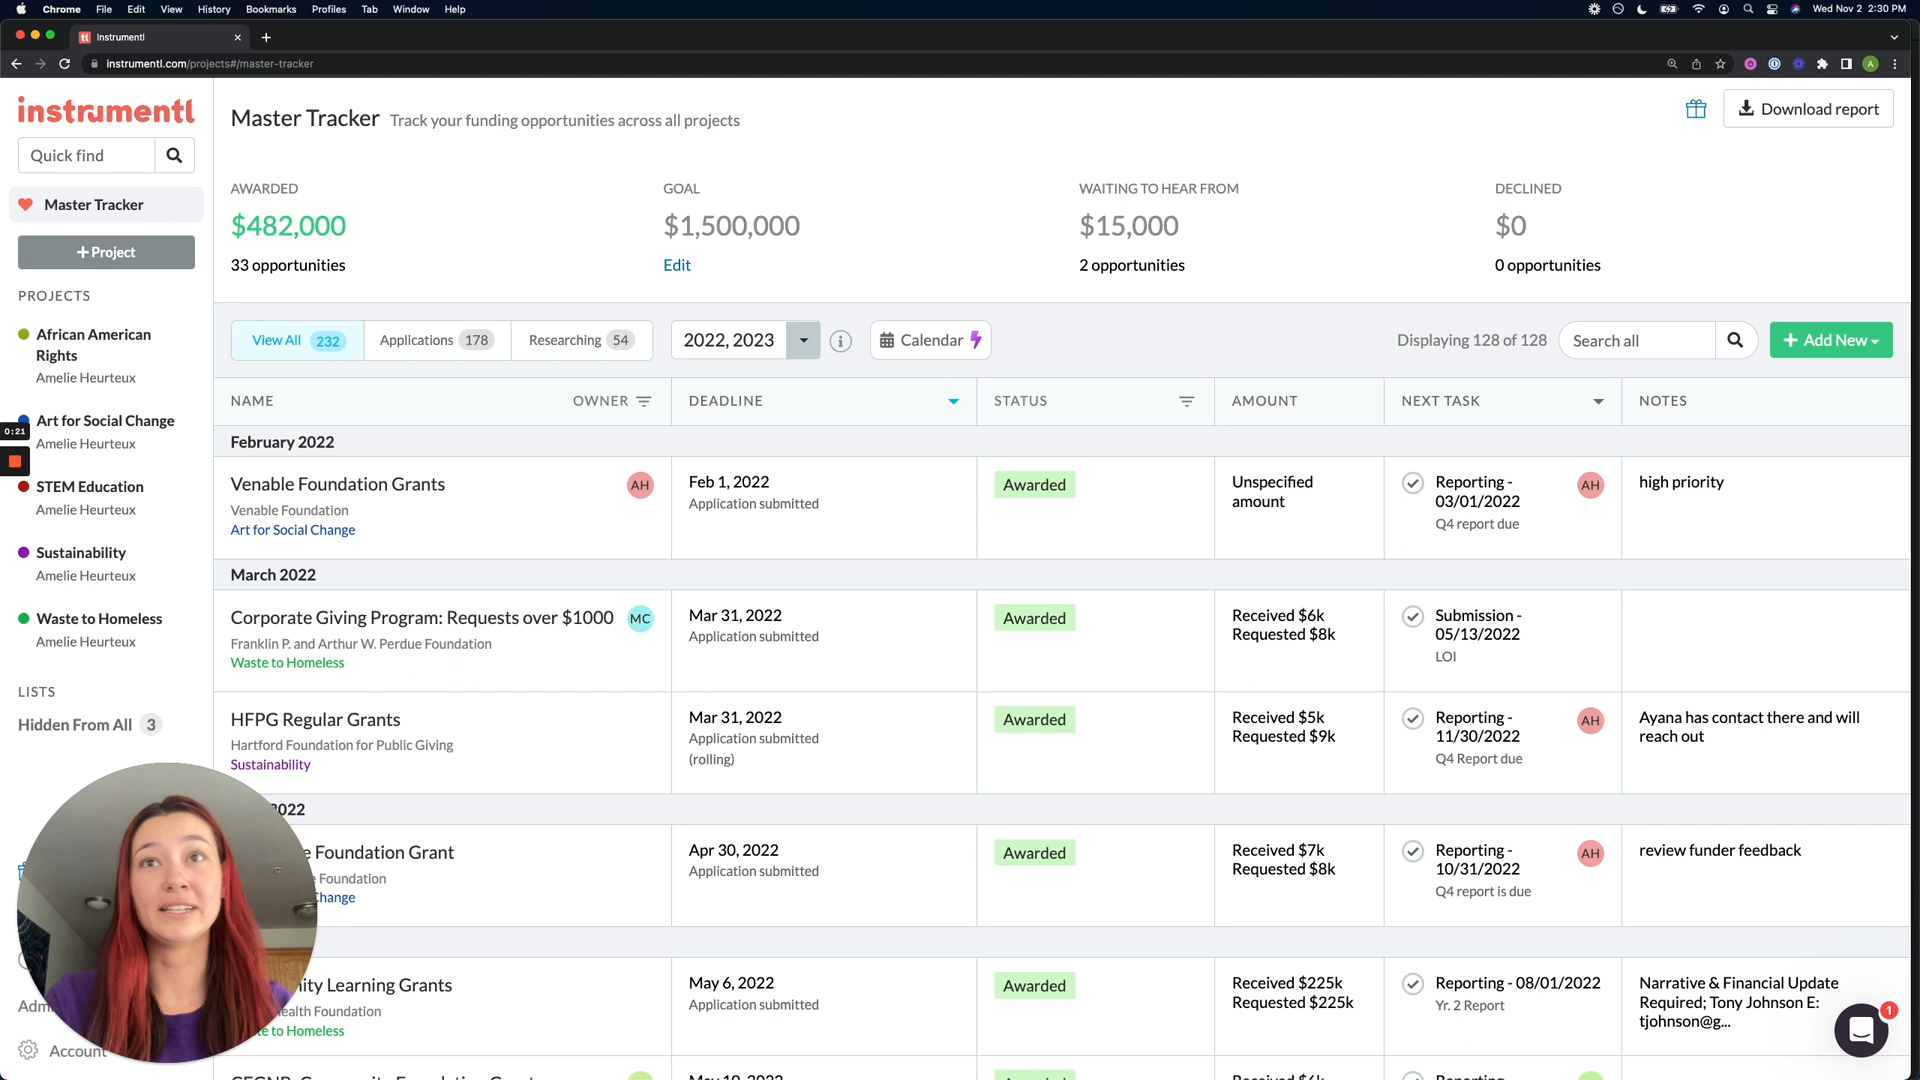 Chrome File Edit View History Bookmarks Profiles Tab Window Help Wed Nov 2 2:30 PM
Instrumentl
instrumentl.com/projects#/master-tracker A
instrumentl
Quick find
Master Tracker
+ Project
PROJECTS
African American
Rights
Amelie Heurteux
Art for Social Change
0:21
Amelie Heurteux
STEM Education
Amelie Heurteux
Sustainability
Amelie Heurteux
Waste to Homeless
Amelie Heurteux
LISTS
Hidden From All 3
Account
Master Tracker Track your funding opportunities across all projects
Download report
AWARDED GOAL WAITING TO HEAR FROM DECLINED
$482,000 $1,500,000 $15,000 $0
33 opportunities Edit 2 opportunities 0 opportunities
View All 232 Applications 178 Researching 54 2022, 2023 i Calendar Displaying 128 of 128 Search all + Add New
NAME OWNER DEADLINE STATUS AMOUNT NEXT TASK NOTES
February 2022
Venable Foundation Grants AH Feb 1, 2022 Awarded Unspecified Reporting - AH high priority
Venable Foundation Application submitted amount 03/01/2022
Art for Social Change Q4 report due
March 2022
Corporate Giving Program: Requests over $1000 MC Mar 31, 2022 Awarded Received $6k Submission -
Franklin P. and Arthur W. Perdue Foundation Application submitted Requested $8k 05/13/2022
Waste to Homeless LOI
HFPG Regular Grants Mar 31, 2022 Awarded Received $5k Reporting - AH Ayana has contact there and will
Hartford Foundation for Public Giving Application submitted Requested $9k 11/30/2022 reach out
Sustainability (rolling) Q4 Report due
2022
Foundation Grant Apr 30, 2022 Awarded Received $7k Reporting - AH review funder feedback
Foundation Application submitted Requested $8k 10/31/2022
Change Q4 report is due
Learning Grants May 6, 2022 Awarded Received $225k Reporting - 08/01/2022 Narrative & Financial Update
Foundation Application submitted Requested $225k Yr. 2 Report Required; Tony Johnson E:
to Homeless tjohnson@g...
1